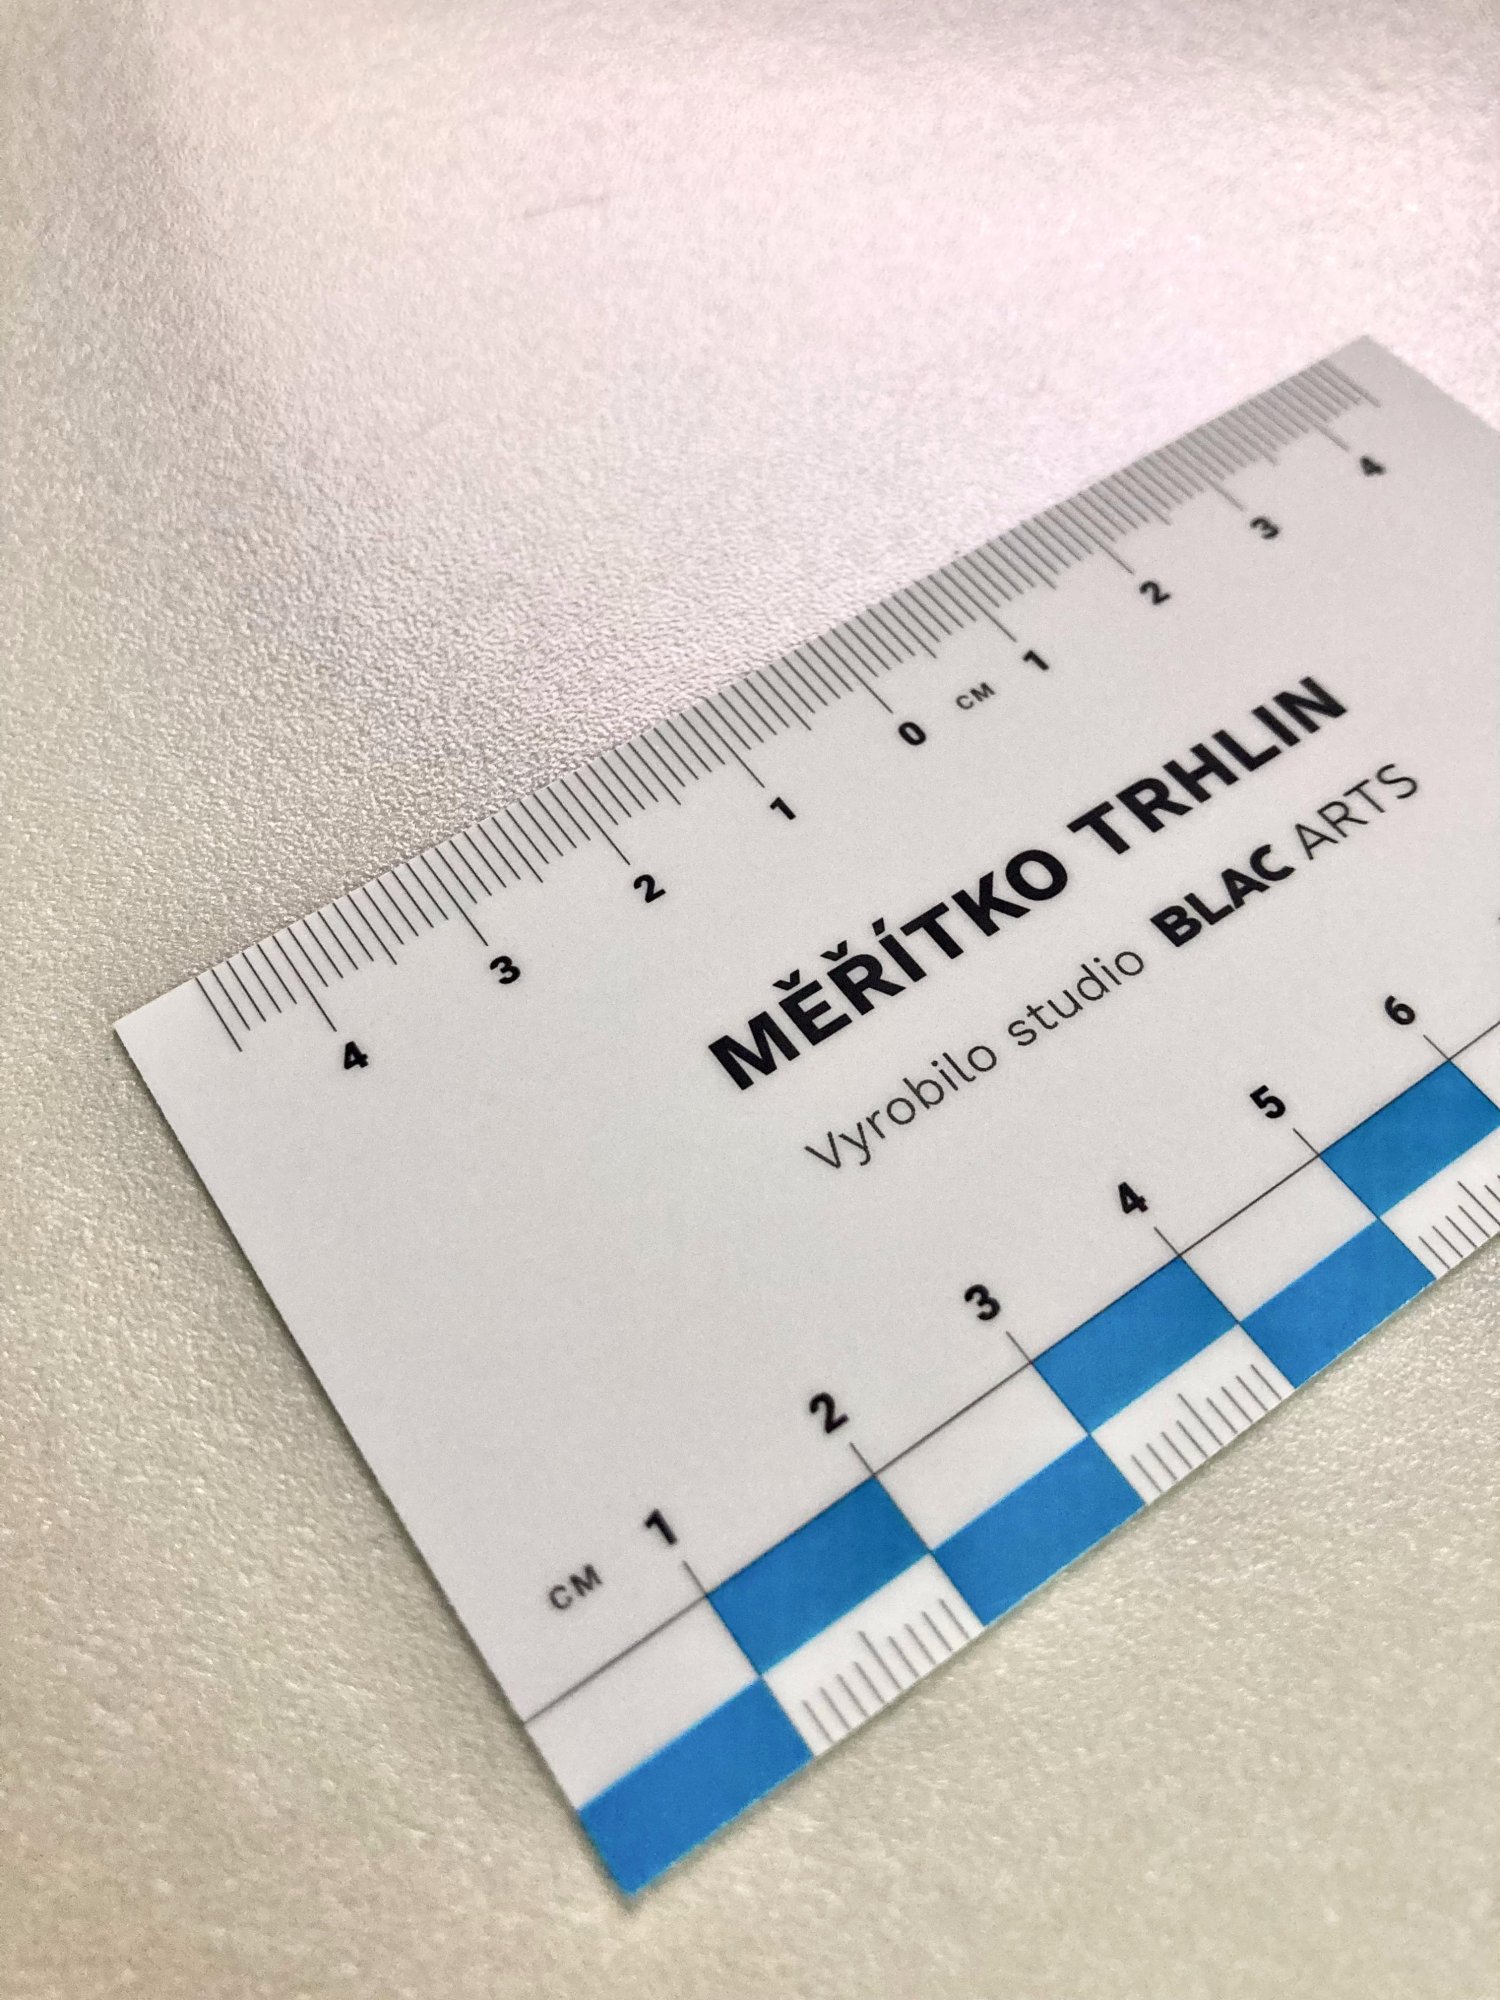 4 3 2 1 0 CM 1 2 3 4
MĚŘÍTKO TRHLIN
Vyrobilo studio BLAC ARTS
CM 1 2 3 4 5 6